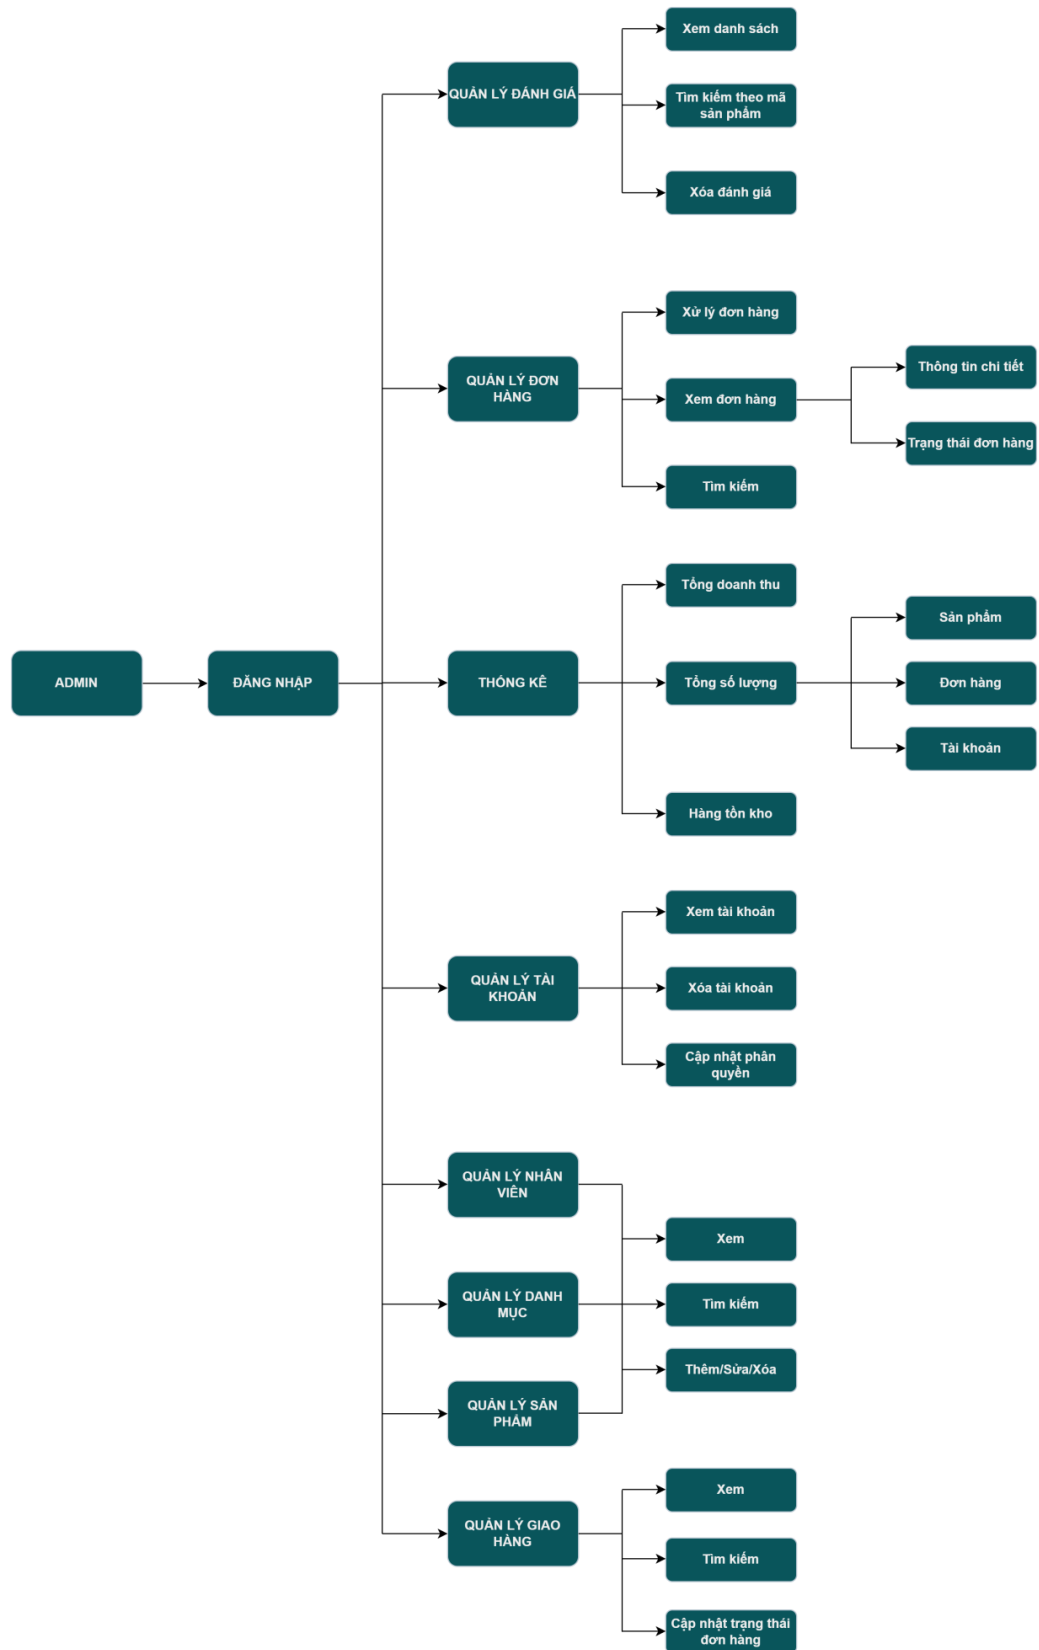 Xem danh sách
QUẢN LÝ ĐÁNH GIÁ
Tìm kiếm theo mã
sản phẩm
Xóa đánh giá
Xử lý đơn hàng
QUẢN LÝ ĐƠN
HÀNG
Xem đơn hàng
Thông tin chi tiết
Trạng thái đơn hàng
Tìm kiếm
Tổng doanh thu
ADMIN
ĐĂNG NHẬP
THỐNG KÊ
Tổng số lượng
Sản phẩm
Đơn hàng
Tài khoản
Hàng tồn kho
Xem tài khoản
QUẢN LÝ TÀI
KHOẢN
Xóa tài khoản
Cập nhật phân
quyền
QUẢN LÝ NHÂN
VIÊN
Xem
QUẢN LÝ DANH
MỤC
Tìm kiếm
Thêm/Sửa/Xóa
QUẢN LÝ SẢN
PHẨM
Xem
QUẢN LÝ GIAO
HÀNG
Tìm kiếm
Cập nhật trạng thái
đơn hàng